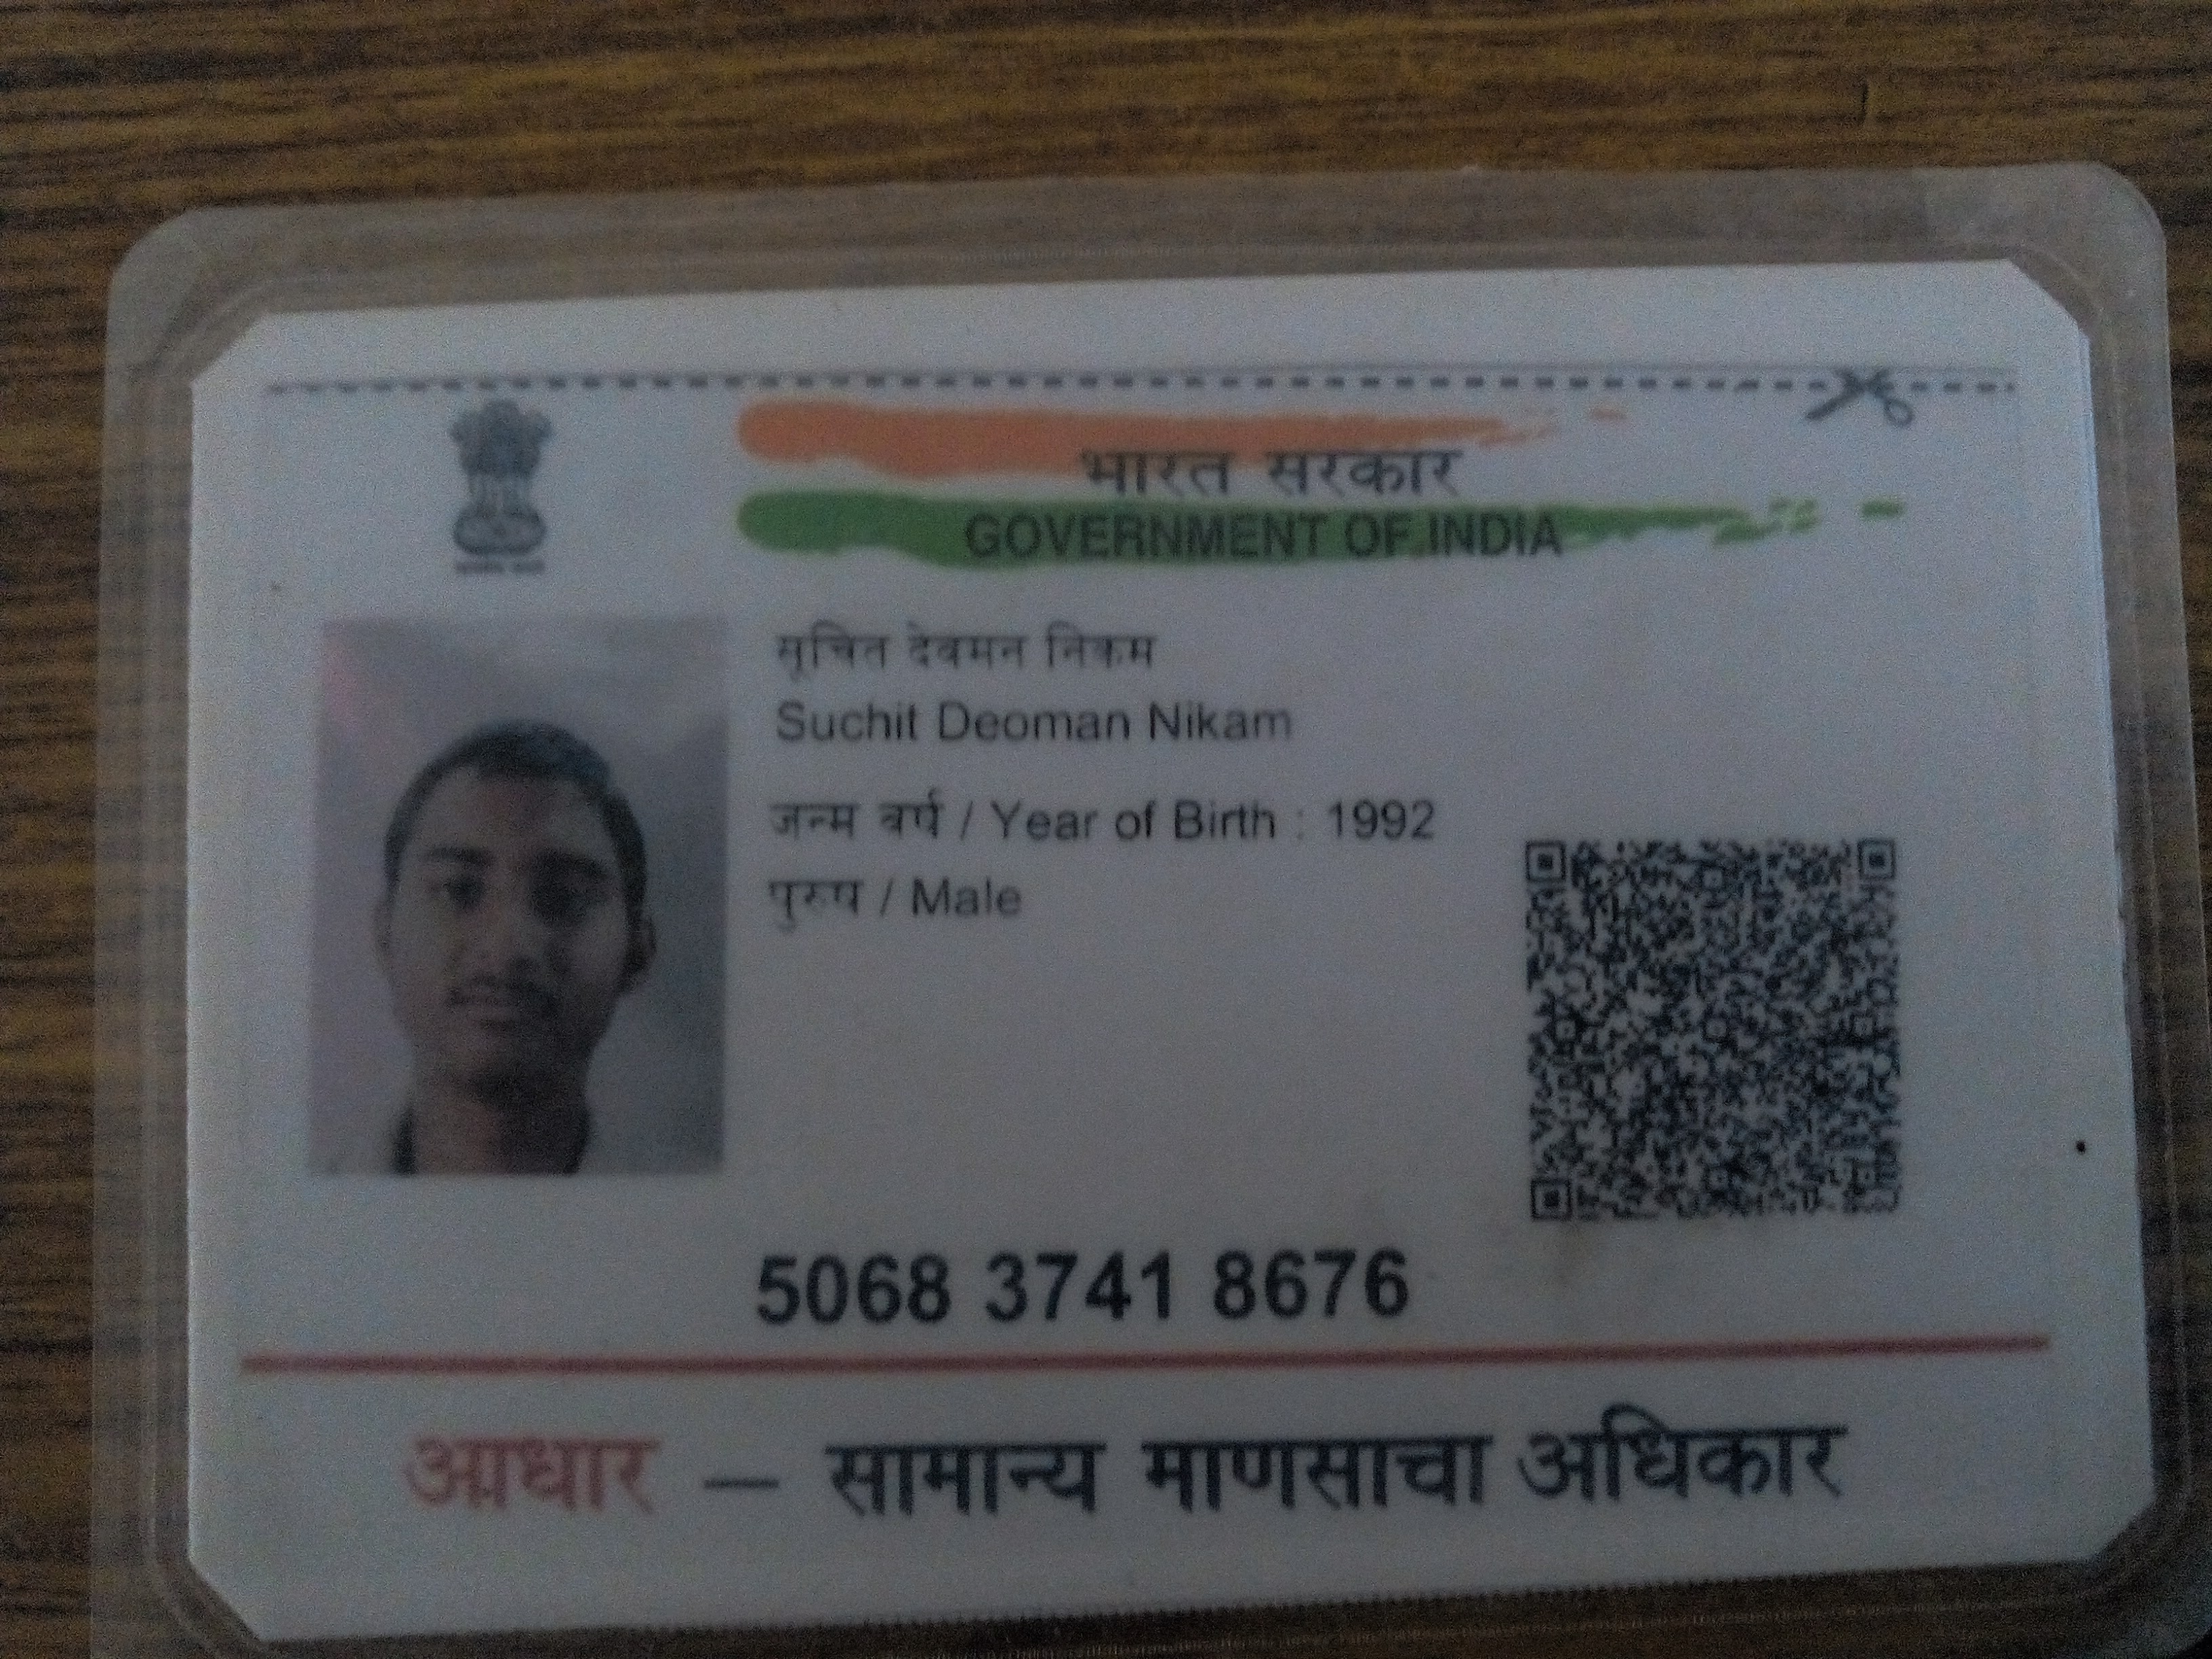 भारत सरकार
GOVERNMENT OF INDIA
सूचित देवमन निकम
Suchit Deoman Nikam
जन्म वर्ष / Year of Birth : 1992
पुरुष / Male
5068 3741 8676
आधार — सामान्य माणसाचा अधिकार